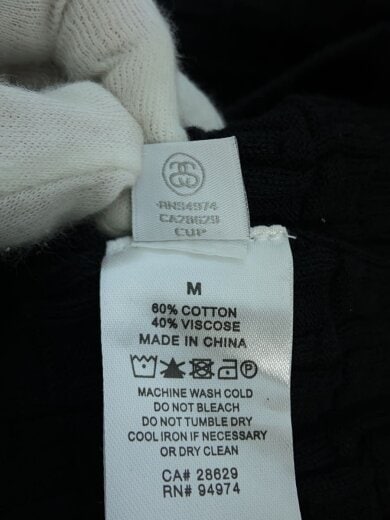 RN94974
CA28629
CUP
M
60% COTTON
40% VISCOSE
MADE IN CHINA
MACHINE WASH COLD
DO NOT BLEACH
DO NOT TUMBLE DRY
COOL IRON IF NECESSARY
OR DRY CLEAN
CA# 28629
RN# 94974